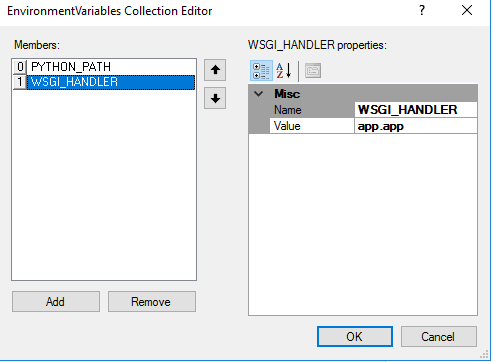 EnvironmentVariables Collection Editor
Members:
0 PYTHON_PATH
1 WSGI_HANDLER
Add
Remove
WSGI_HANDLER properties:
A
Z
Misc
Name WSGI_HANDLER
Value app.app
OK
Cancel